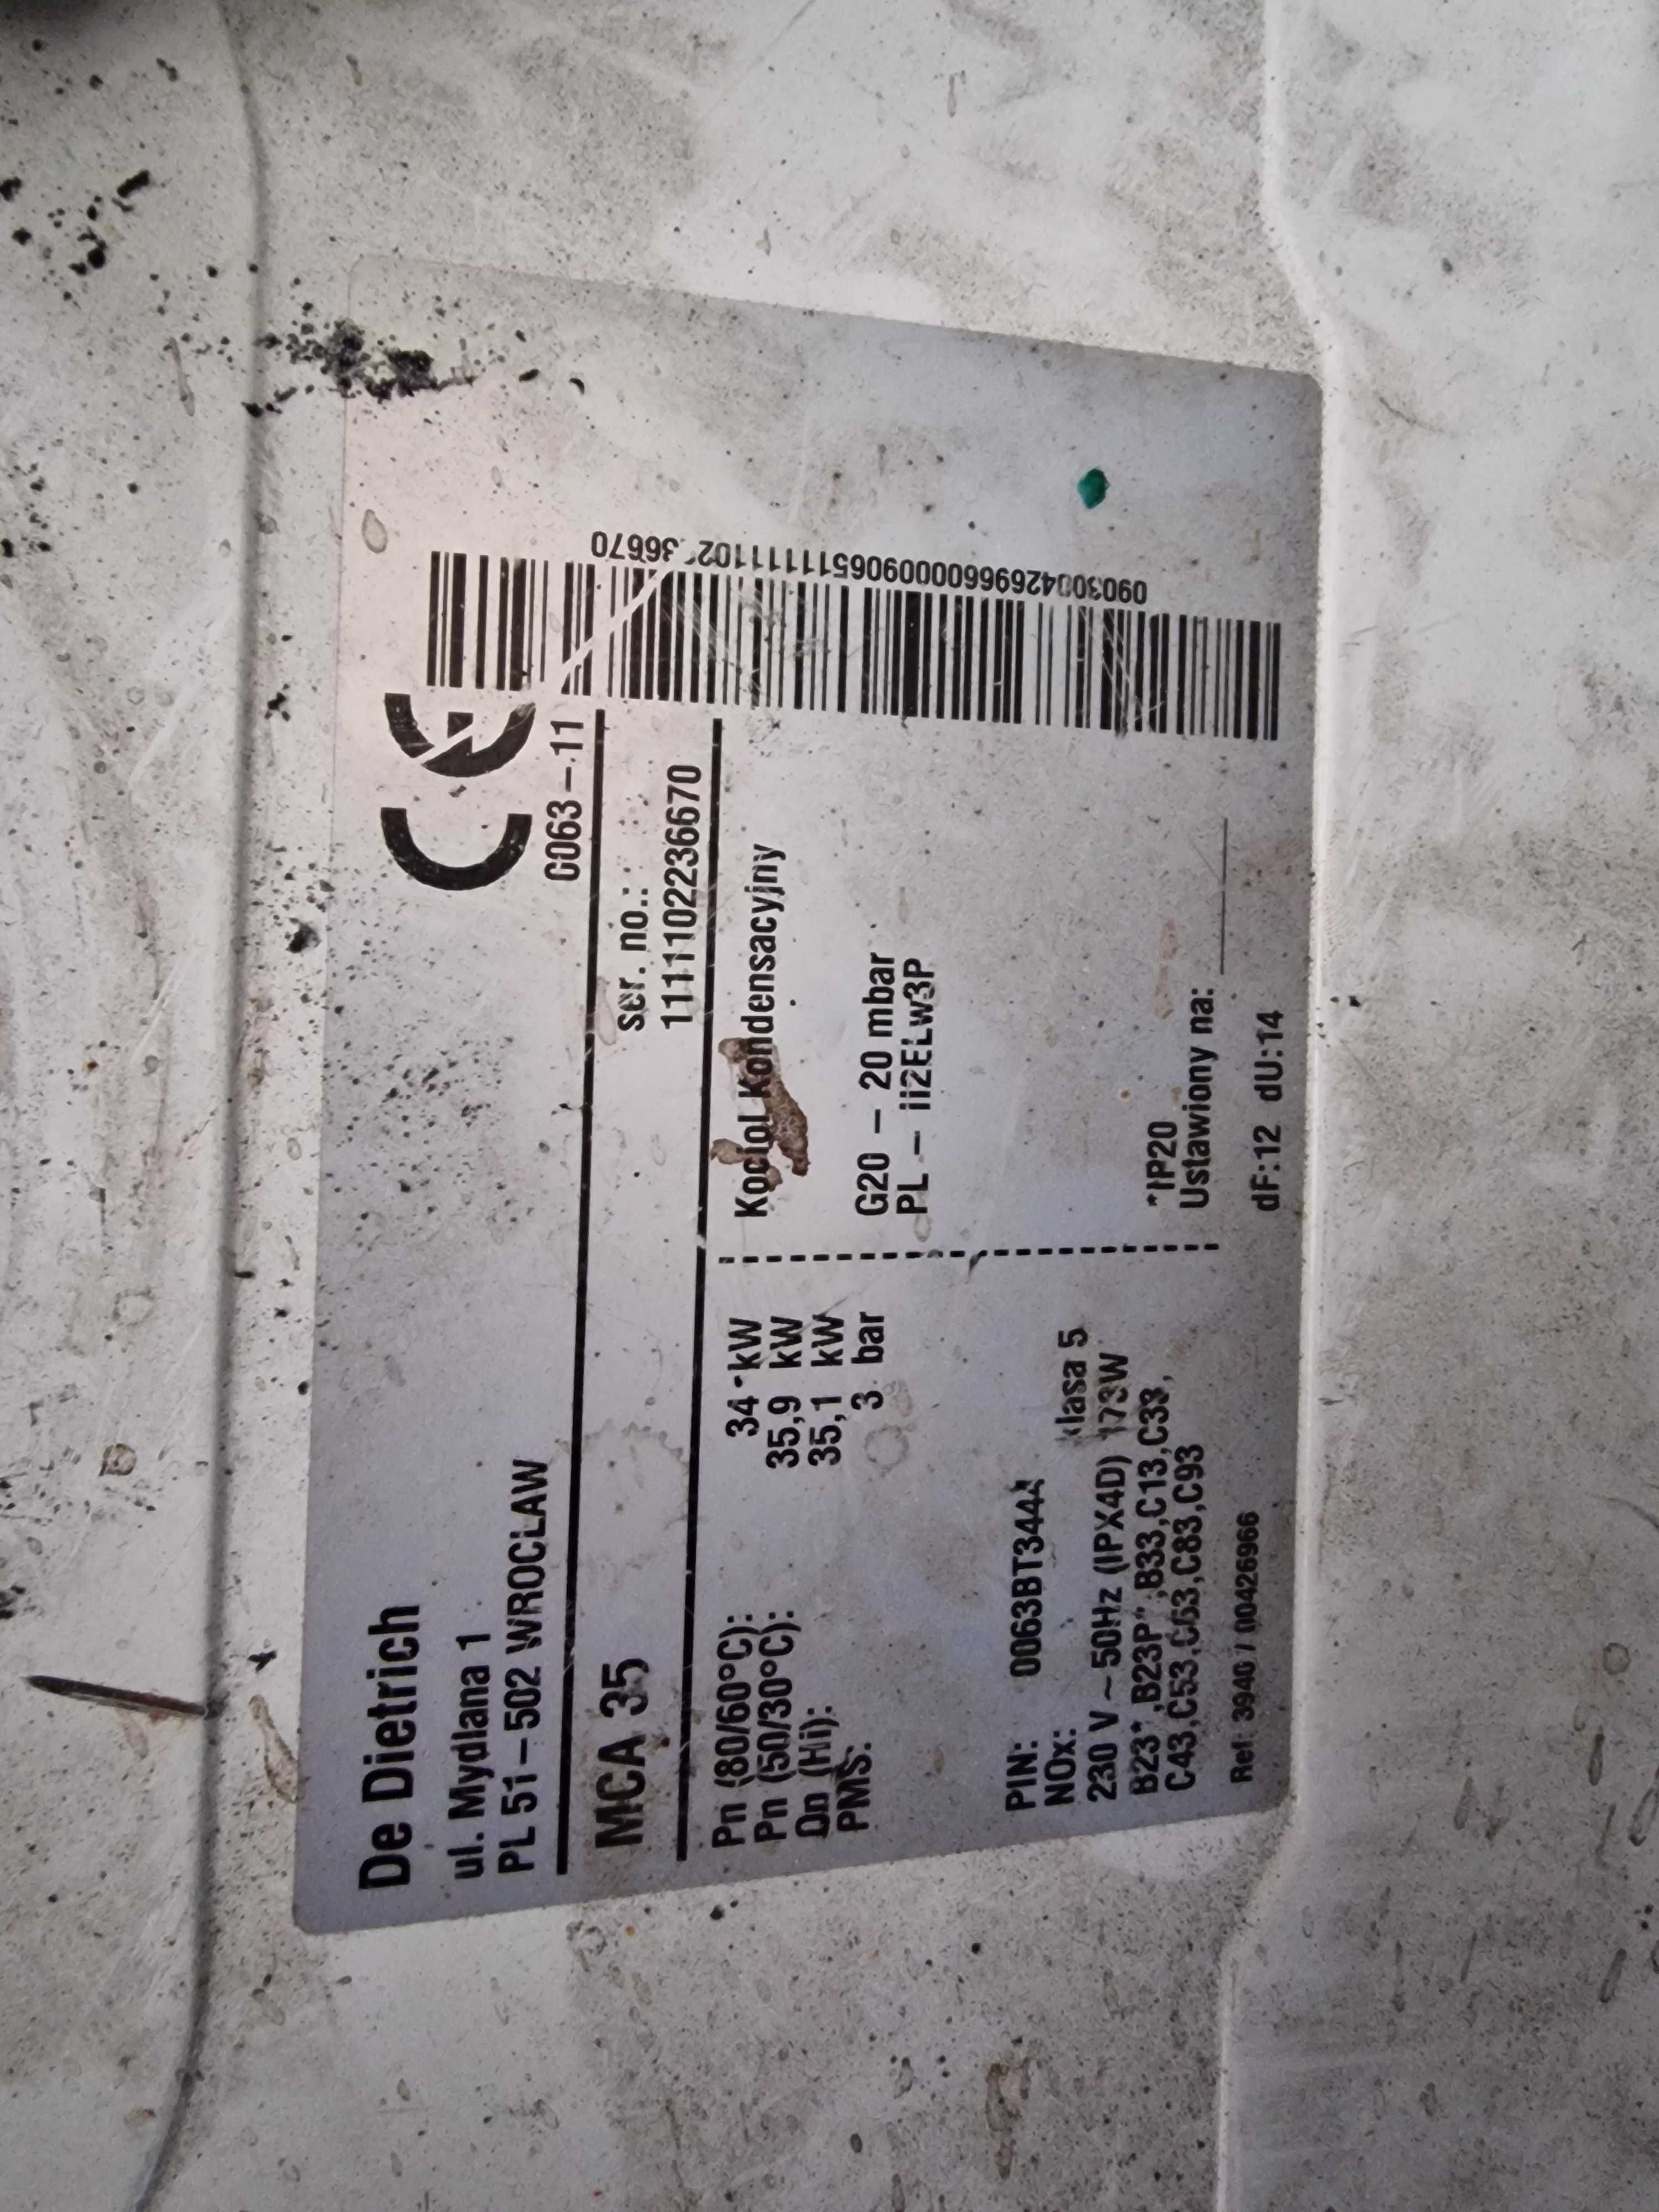 De Dietrich
ul. Mydlana 1
PL 51-502 WROCLAW
CE
0063-11
MCA 35
ser. no.:
1111102236670
Pn (80/60°C): 34 kW
Pn (50/30°C): 35,9 kW
Qn (Hi): 35,1 kW
PMS: 3 bar
PIN: 0063BT3444
NOx: klasa 5
230 V ~ 50Hz (IPX4D) 173W
B23*,B23P*,B33,C13,C33,
C43,C53,C63,C83,C93
Ref: 3940 / 00426966
Kociol Kondensacyjny
G20 - 20 mbar
PL - ii2ELw3P
*IP20
Ustawiony na:
dF:12 dU:14